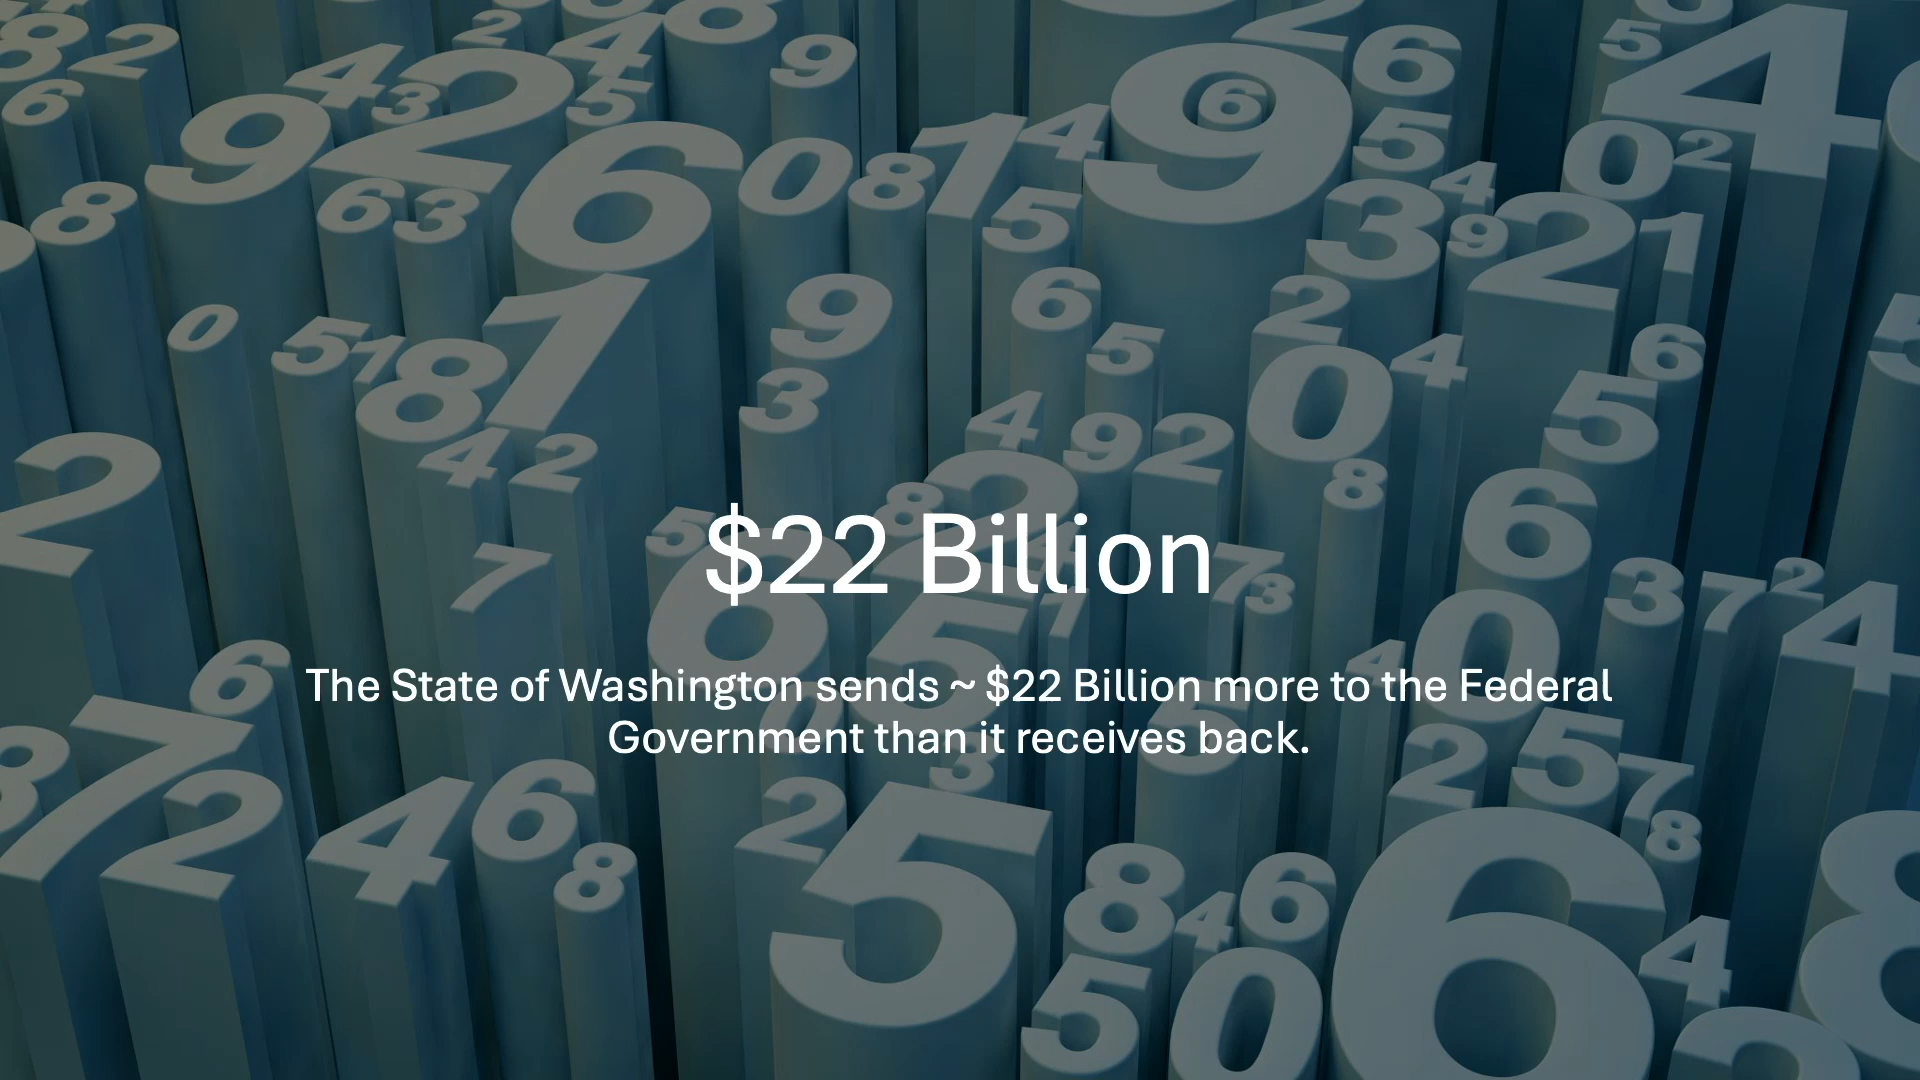 $22 Billion
The State of Washington sends ~ $22 Billion more to the Federal
Government than it receives back.